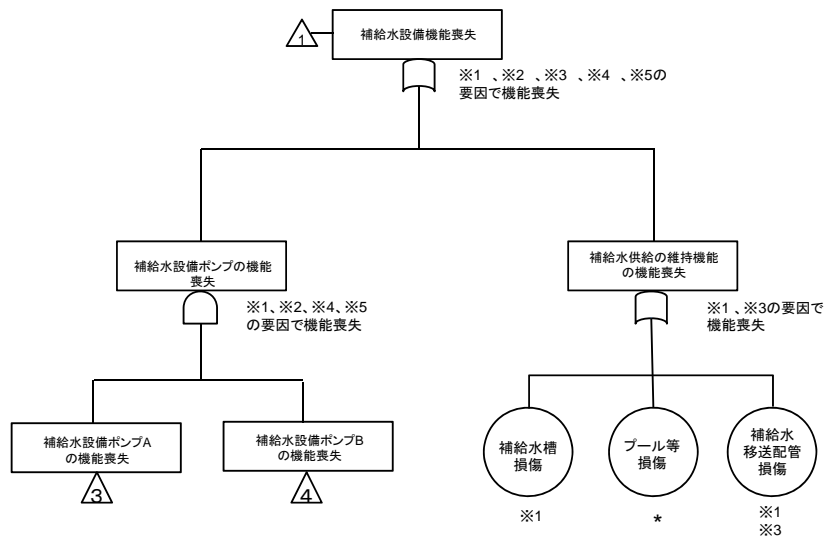 補給水設備機能喪失
1
※1 、※2 、※3 、※4 、※5の
要因で機能喪失
補給水設備ポンプの機能
喪失
※1、※2、※4、※5
の要因で機能喪失
補給水供給の維持機能
の機能喪失
※1 、※3の要因で
機能喪失
補給水設備ポンプA
の機能喪失
3
補給水設備ポンプB
の機能喪失
4
補給水槽
損傷
※1
プール等
損傷
*
補給水
移送配管
損傷
※1
※3